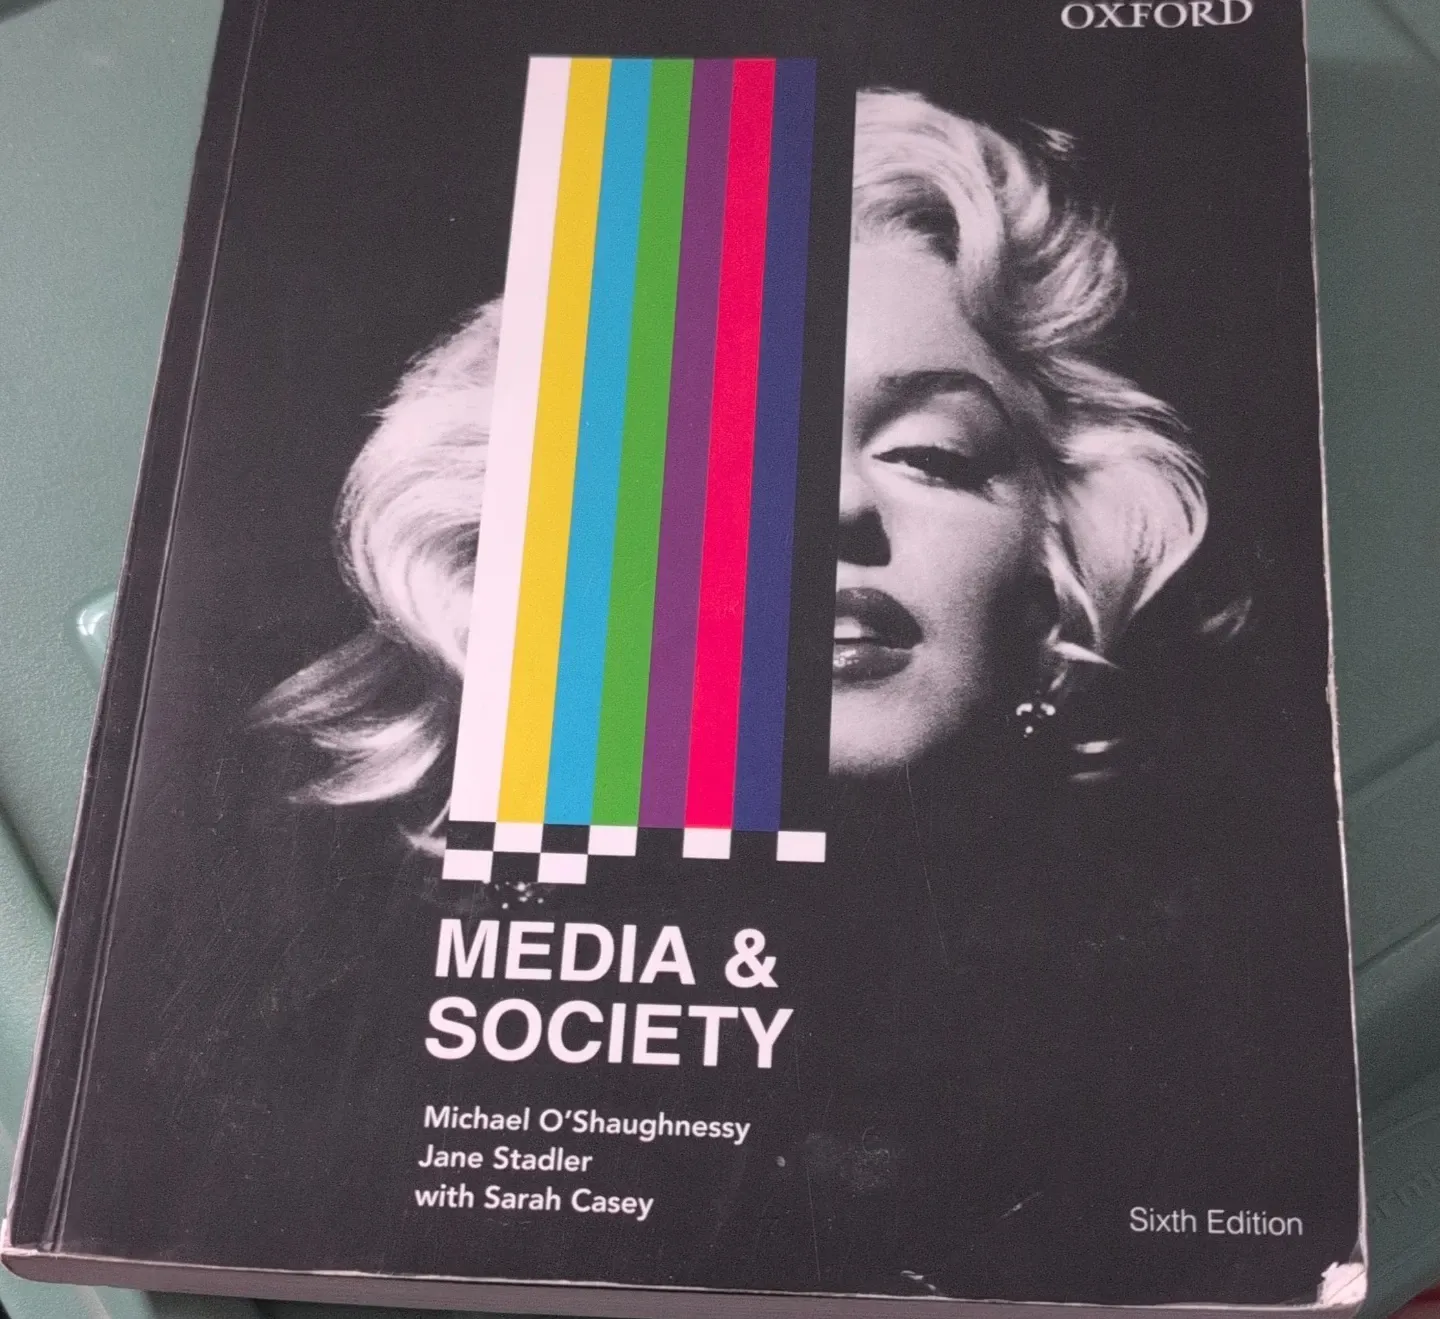 OXFORD
MEDIA &
SOCIETY
Michael O'Shaughnessy
Jane Stadler
with Sarah Casey
Sixth Edition